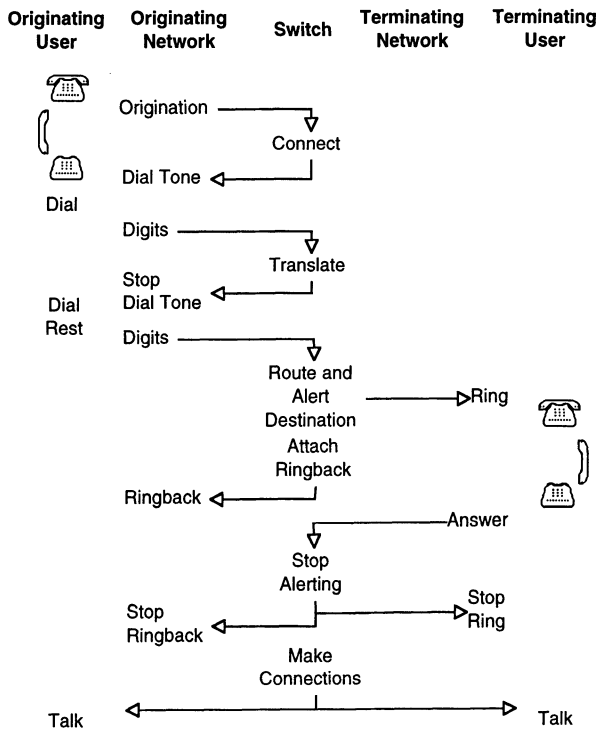 Originating Originating Switch Terminating Terminating
User Network Network User
Origination
Connect
Dial Tone
Dial
Digits
Translate
Stop
Dial Tone
Dial
Rest
Digits
Route and
Alert
Destination
Ring
Attach
Ringback
Ringback
Answer
Stop
Alerting
Stop
Ringback
Stop
Ring
Make
Connections
Talk
Talk